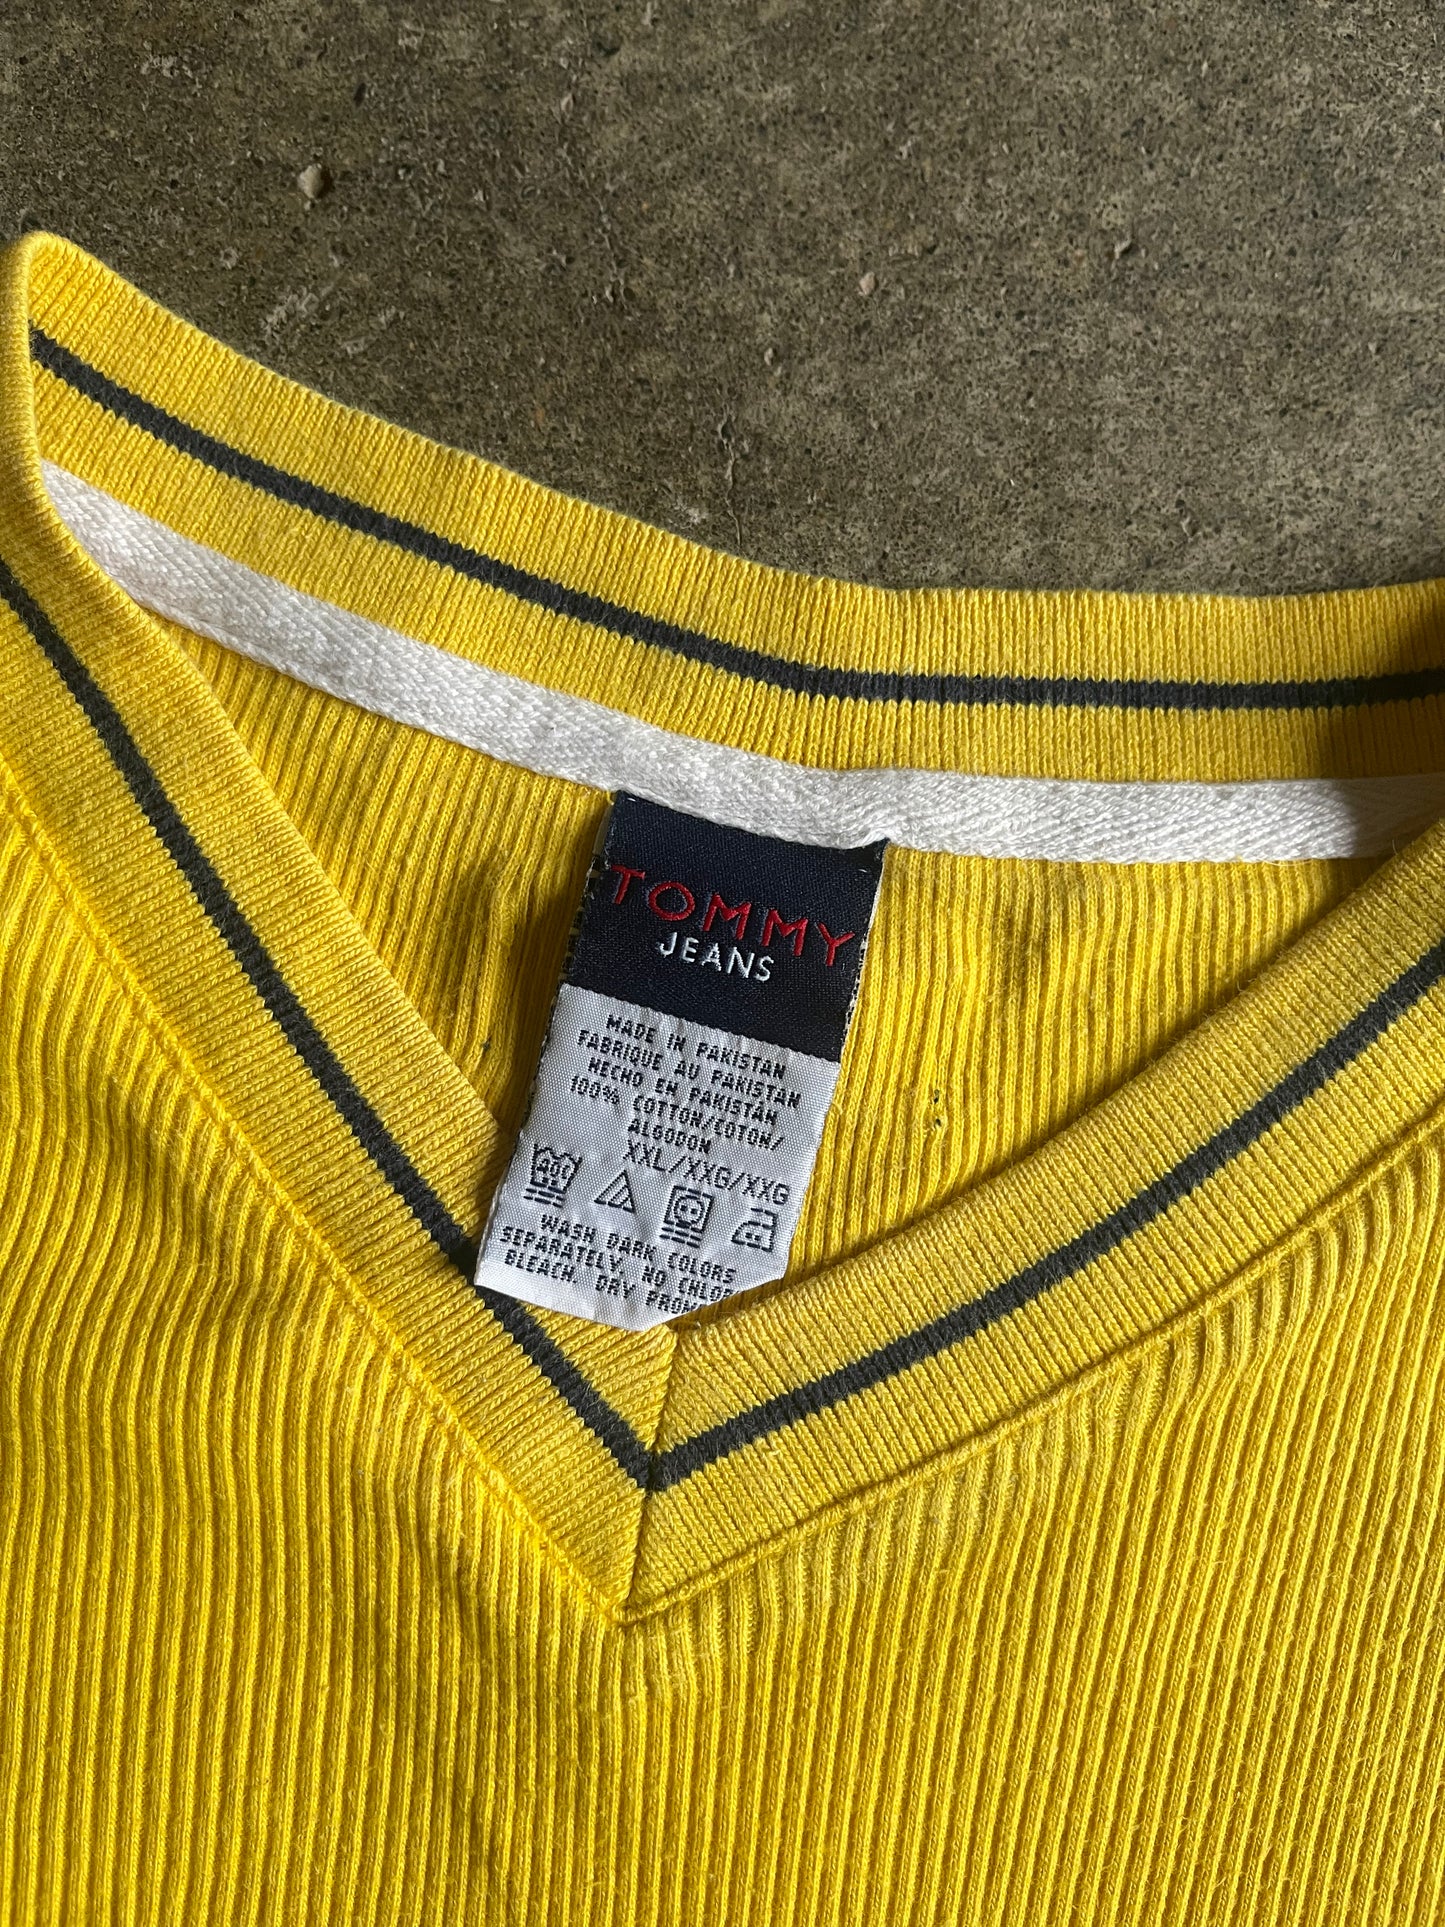 TOMMY
JEANS
MADE IN PAKISTAN
FABRIQUE AU PAKISTAN
HECHO EN PAKISTÁN
100% COTTON/COTON/
ALGODON
XXL/XXG/XXG
WASH DARK COLORS
SEPARATELY, NO CHLOR
BLEACH. DRY PROM